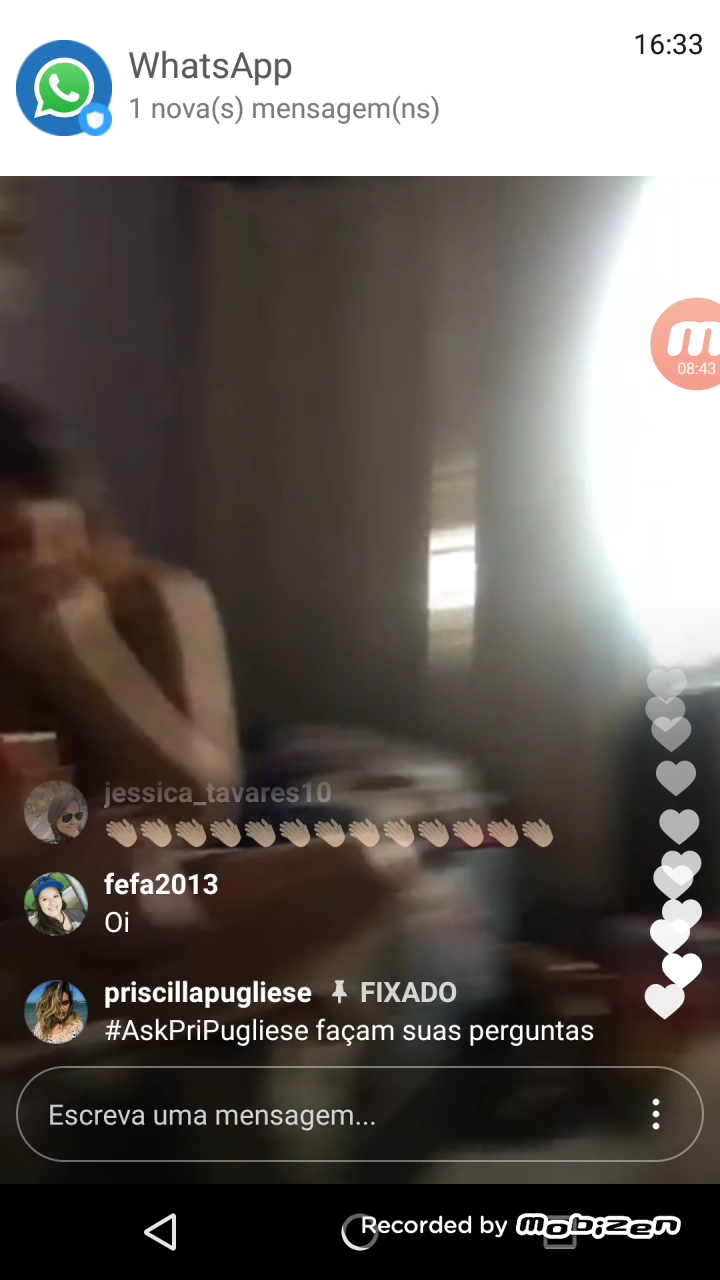 16:33
WhatsApp
1 nova(s) mensagem(ns)
08:43
jessica_tavares10
👏🏼👏🏼👏🏼👏🏼👏🏼👏🏼👏🏼👏🏼👏🏼👏🏼👏🏼👏🏼👏🏼
fefa2013
Oi
priscillapugliese FIXADO
#AskPriPugliese façam suas perguntas
Escreva uma mensagem...
Recorded by mobizen